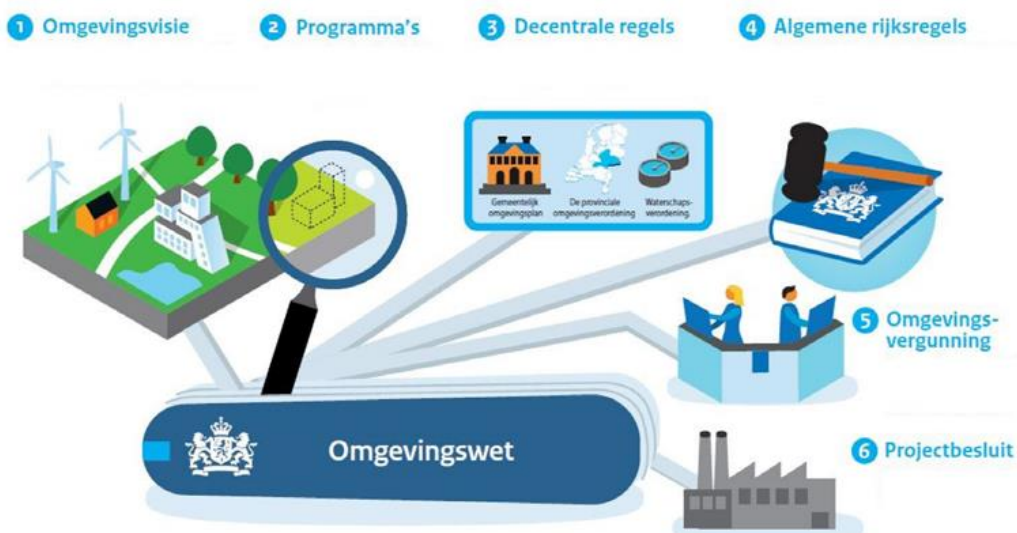 1 Omgevingsvisie
2 Programma's
3 Decentrale regels
4 Algemene rijksregels
Gemeentelijk
omgevingsplan
De provinciale
omgevingsverordening
Waterschaps-
verordening.
5 Omgevings-
vergunning
Omgevingswet
6 Projectbesluit